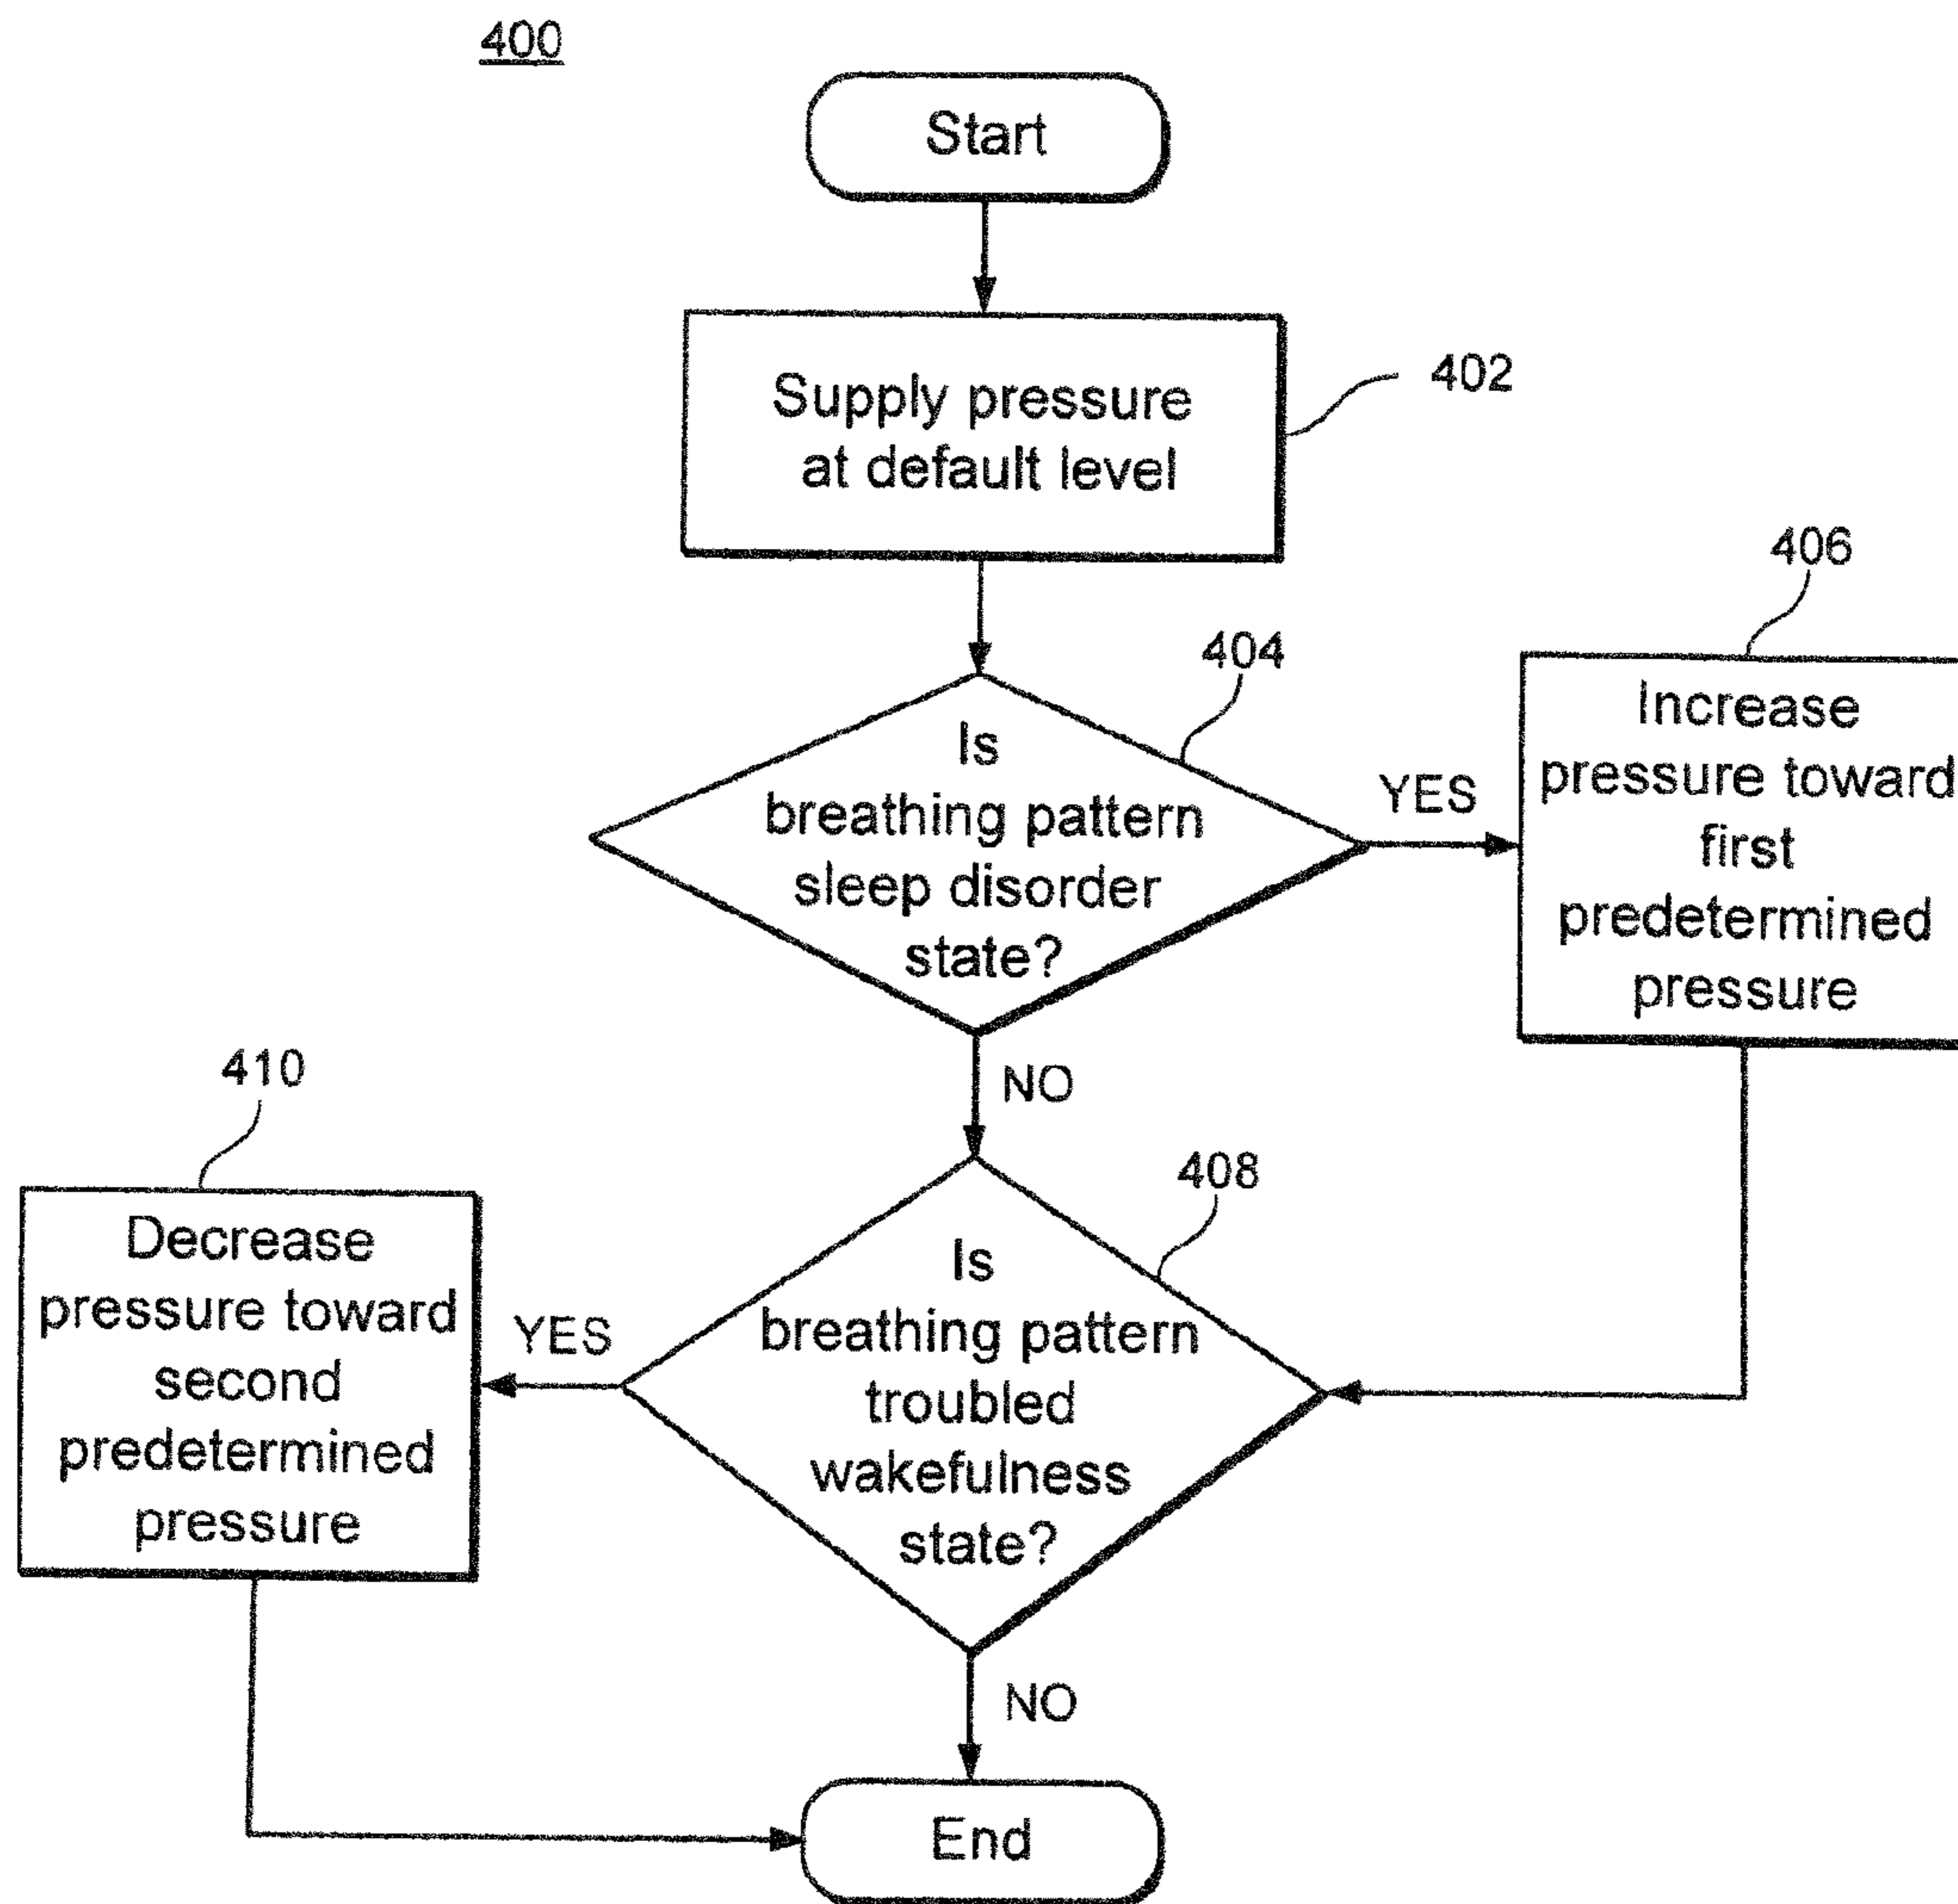 400
Start
Supply pressure
at default level
402
404
Is
breathing pattern
sleep disorder
state?
YES
406
Increase
pressure toward
first
predetermined
pressure
NO
408
Is
breathing pattern
troubled
wakefulness
state?
YES
410
Decrease
pressure toward
second
predetermined
pressure
NO
End